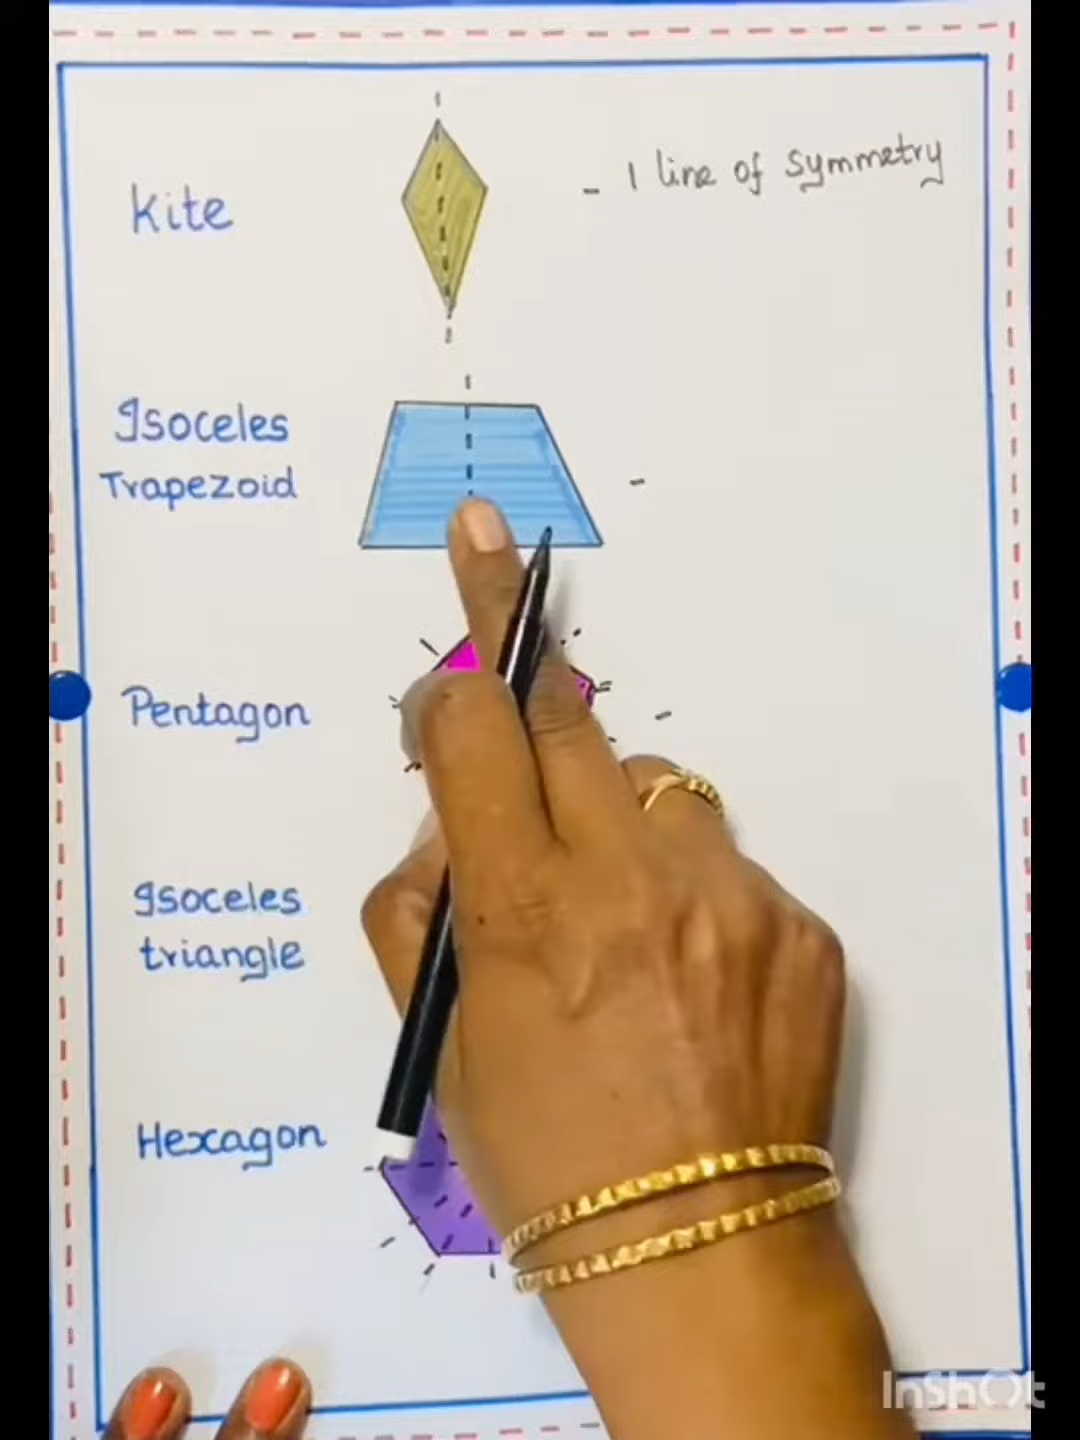 Kite
- 1 line of symmetry
Isoceles
Trapezoid
-
Pentagon
-
Isoceles
triangle
Hexagon
InShOt